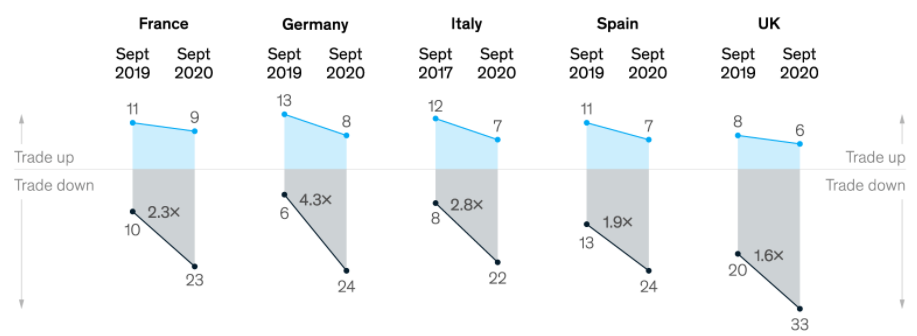 France Germany Italy Spain UK
Sept Sept Sept Sept Sept Sept Sept Sept Sept Sept
2019 2020 2019 2020 2017 2020 2019 2020 2019 2020
11 9 13 8 12 7 11 7 8 6
Trade up Trade up
Trade down Trade down
2.3× 4.3× 2.8× 1.9× 1.6×
10 6 8 13 20
23 24 22 24 33